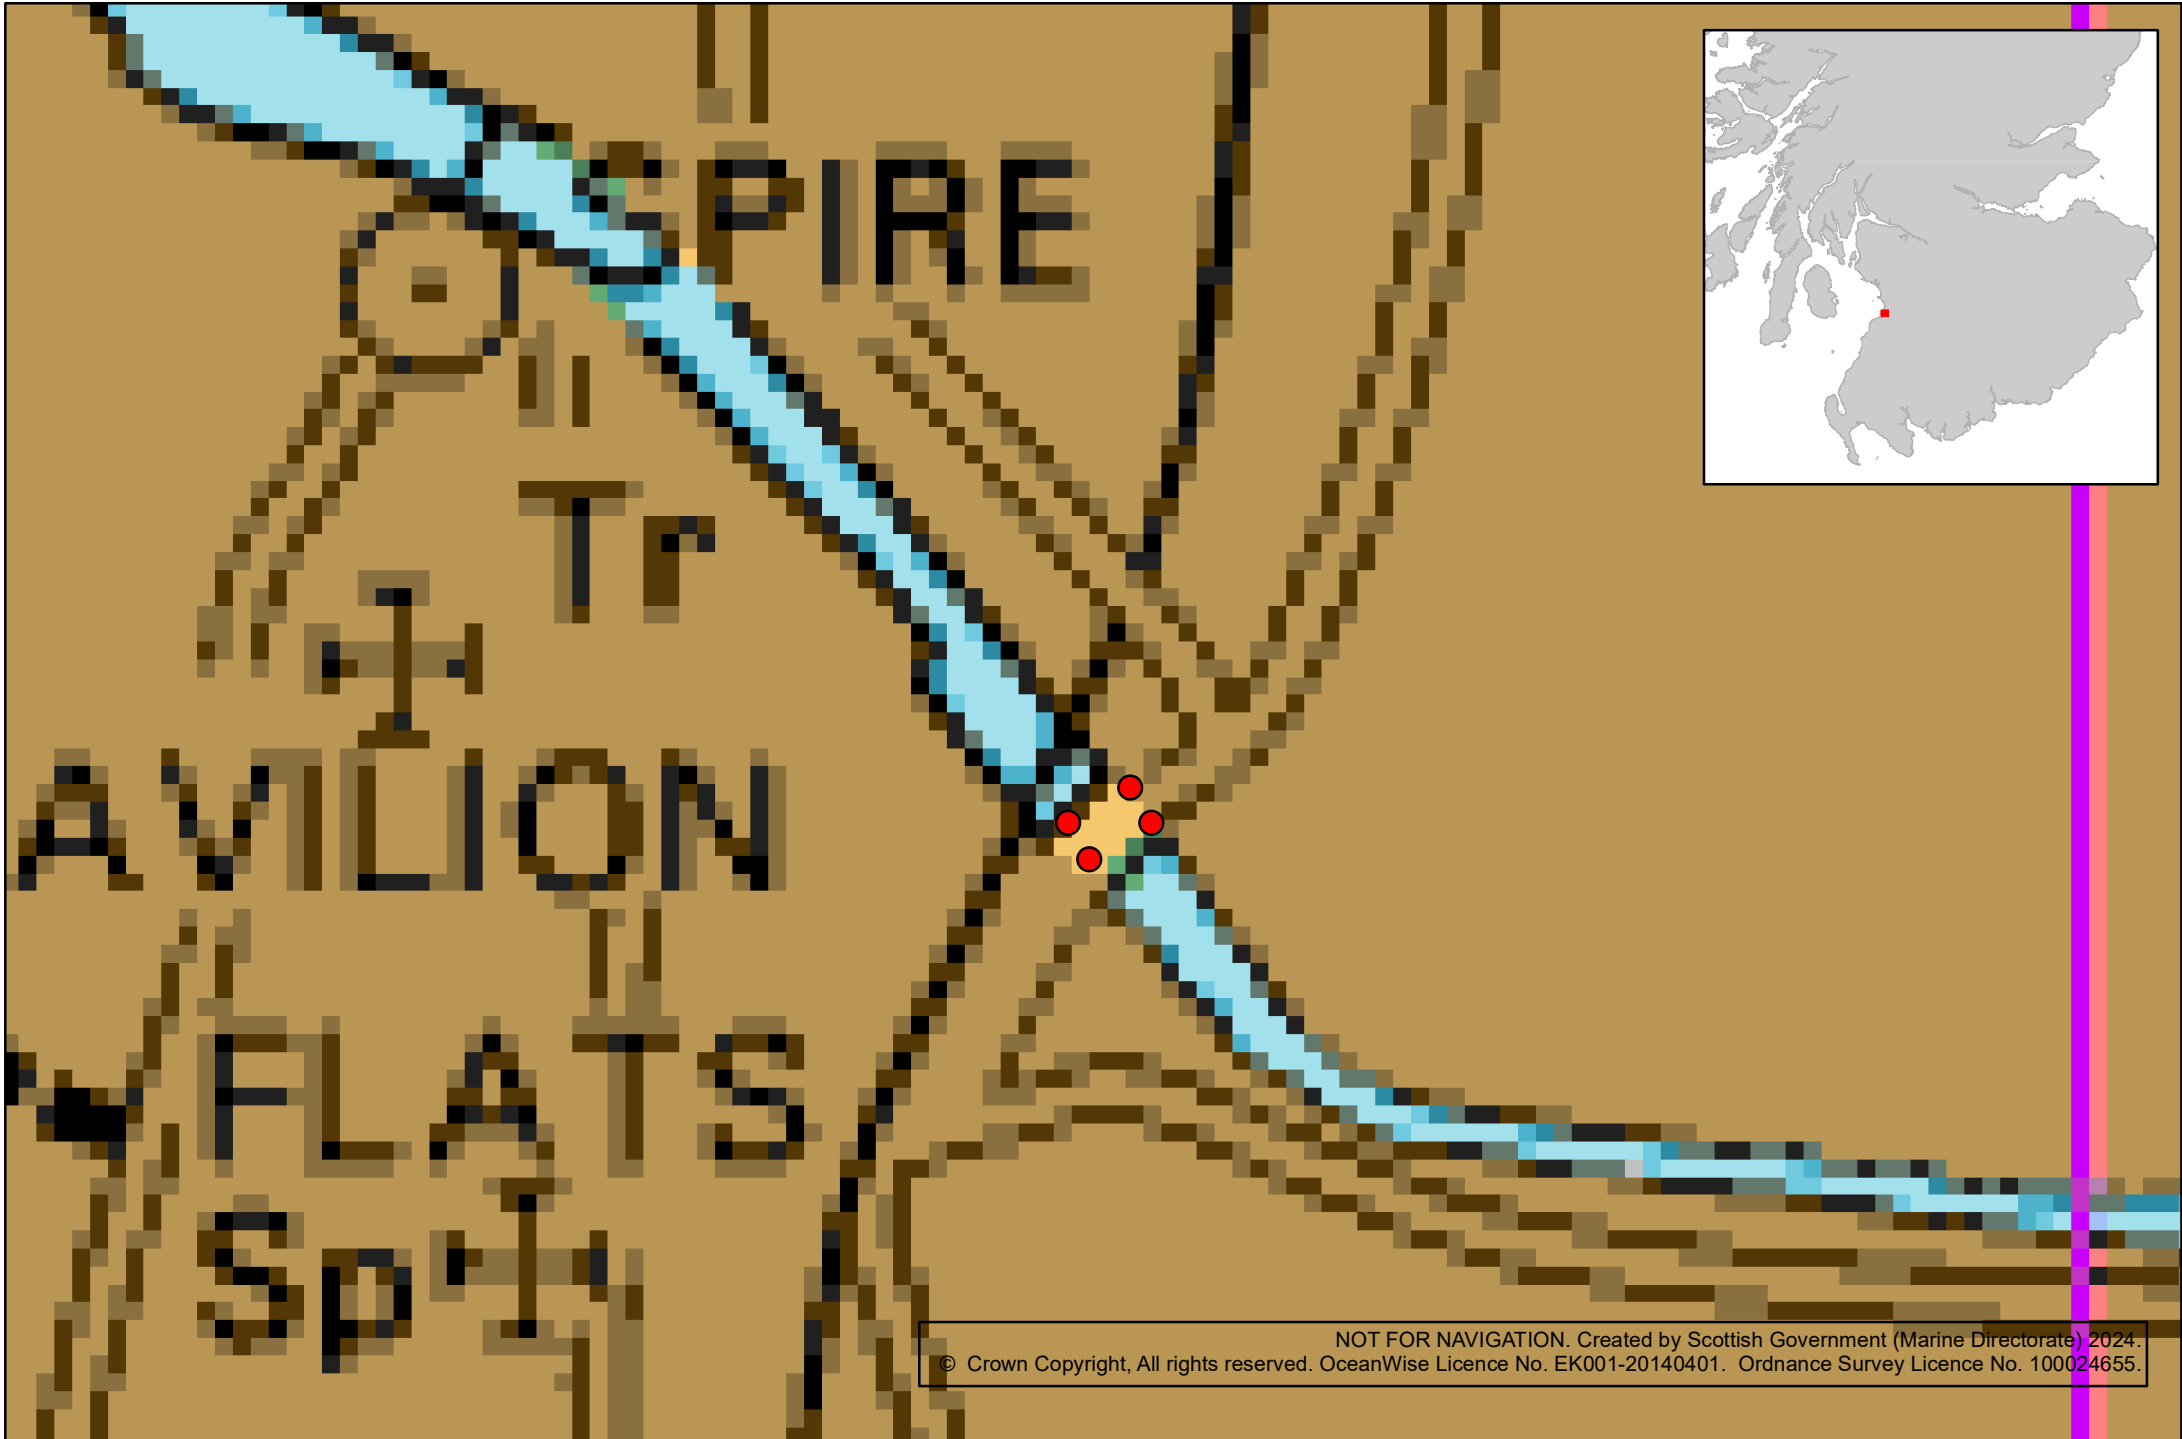 SPIRE
Tr
AVILION
FLATS
Sp
NOT FOR NAVIGATION. Created by Scottish Government (Marine Directorate) 2024.
© Crown Copyright, All rights reserved. OceanWise Licence No. EK001-20140401. Ordnance Survey Licence No. 100024655.